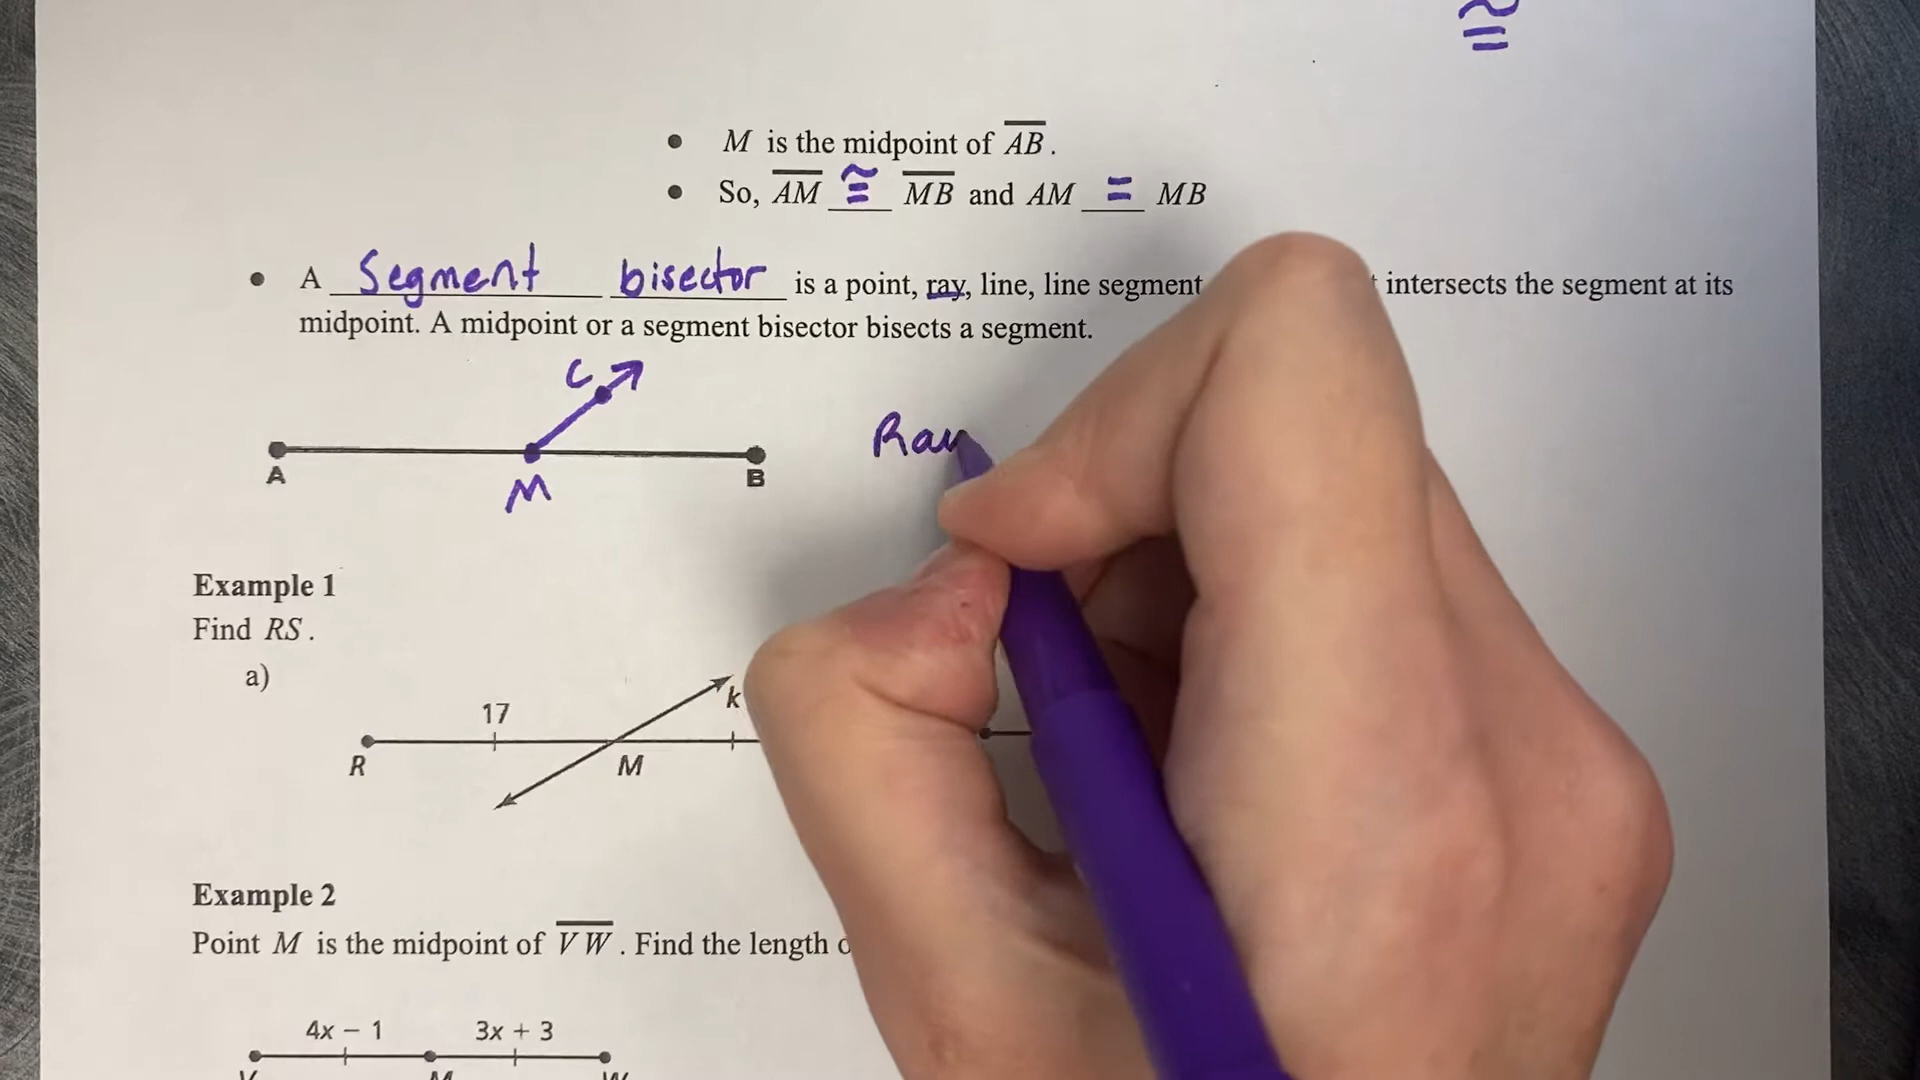 ≅
• M is the midpoint of AB.
• So, AM ≅ MB and AM = MB
• A Segment bisector is a point, ray, line, line segment intersects the segment at its
midpoint. A midpoint or a segment bisector bisects a segment.
C
A B
M
Example 1
Find RS.
a)
17 k
R M
Example 2
Point M is the midpoint of VW. Find the length
4x − 1 3x + 3